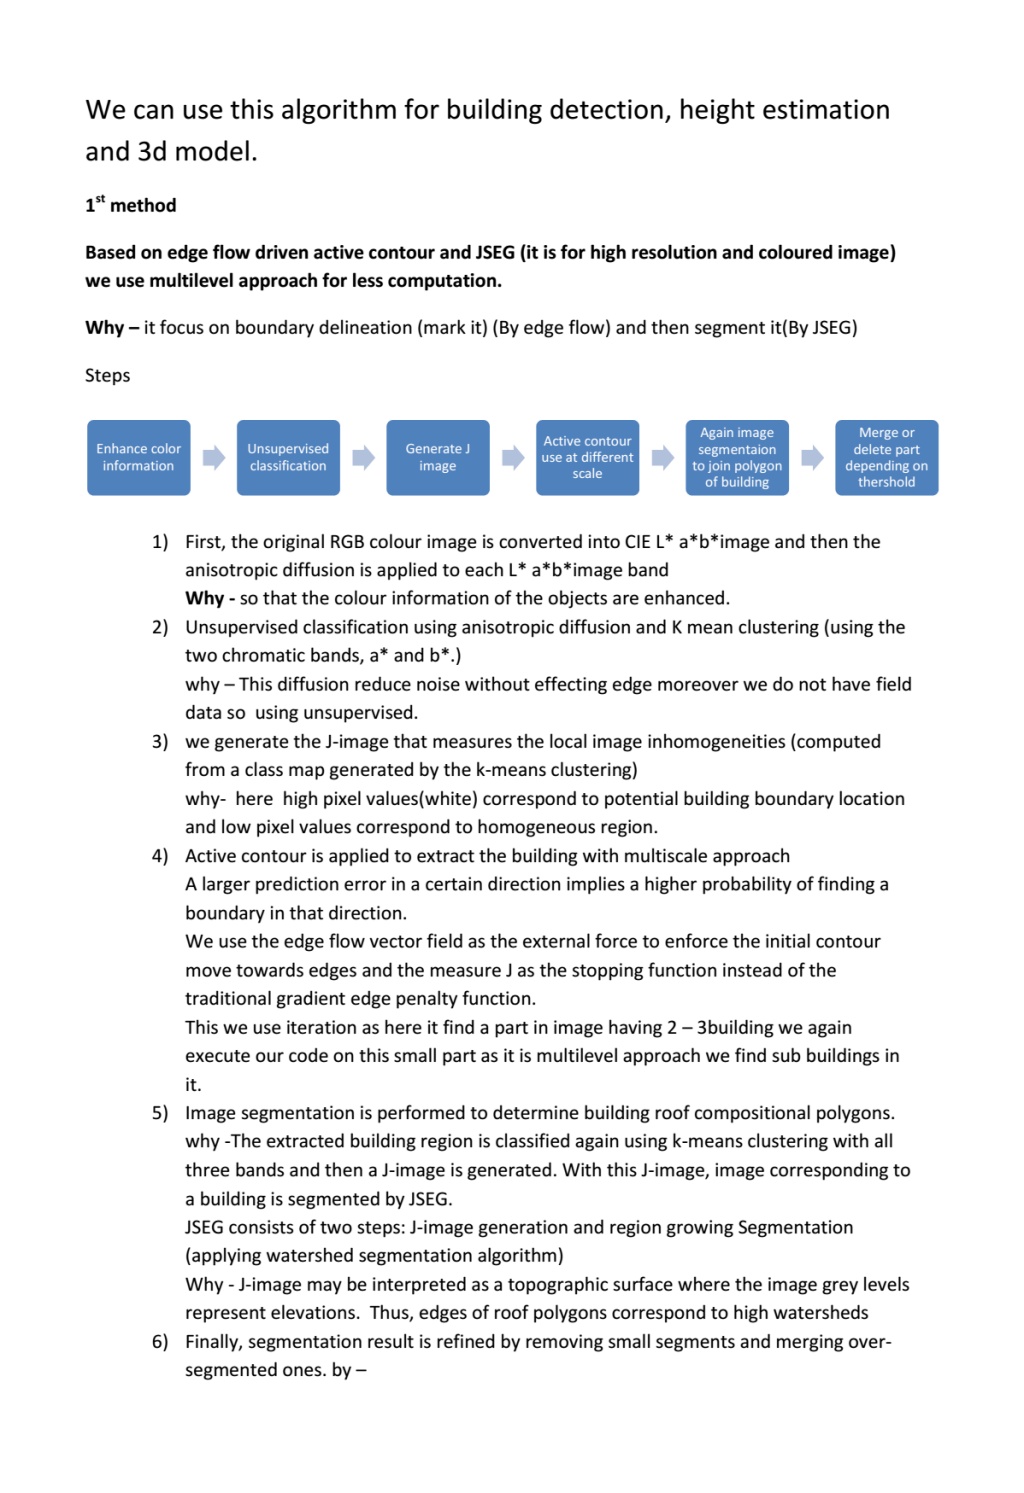 We can use this algorithm for building detection, height estimation
and 3d model.
1st method
Based on edge flow driven active contour and JSEG (it is for high resolution and coloured image)
we use multilevel approach for less computation.
Why – it focus on boundary delineation (mark it) (By edge flow) and then segment it(By JSEG)
Steps
Enhance color
information
Unsupervised
classification
Generate J
image
Active contour
use at different
scale
Again image
segmentaion
to join polygon
of building
Merge or
delete part
depending on
thershold
1) First, the original RGB colour image is converted into CIE L* a*b*image and then the
anisotropic diffusion is applied to each L* a*b*image band
Why - so that the colour information of the objects are enhanced.
2) Unsupervised classification using anisotropic diffusion and K mean clustering (using the
two chromatic bands, a* and b*.)
why – This diffusion reduce noise without effecting edge moreover we do not have field
data so  using unsupervised.
3) we generate the J-image that measures the local image inhomogeneities (computed
from a class map generated by the k-means clustering)
why-  here  high pixel values(white) correspond to potential building boundary location
and low pixel values correspond to homogeneous region.
4) Active contour is applied to extract the building with multiscale approach
A larger prediction error in a certain direction implies a higher probability of finding a
boundary in that direction.
We use the edge flow vector field as the external force to enforce the initial contour
move towards edges and the measure J as the stopping function instead of the
traditional gradient edge penalty function.
This we use iteration as here it find a part in image having 2 – 3building we again
execute our code on this small part as it is multilevel approach we find sub buildings in
it.
5) Image segmentation is performed to determine building roof compositional polygons.
why -The extracted building region is classified again using k-means clustering with all
three bands and then a J-image is generated. With this J-image, image corresponding to
a building is segmented by JSEG.
JSEG consists of two steps: J-image generation and region growing Segmentation
(applying watershed segmentation algorithm)
Why - J-image may be interpreted as a topographic surface where the image grey levels
represent elevations.  Thus, edges of roof polygons correspond to high watersheds
6) Finally, segmentation result is refined by removing small segments and merging over-
segmented ones. by –